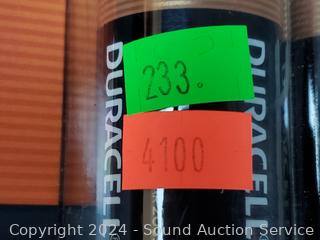 DURACELL
DURACELL
233.
4100
Copyright 2024 - Sound Auction Service